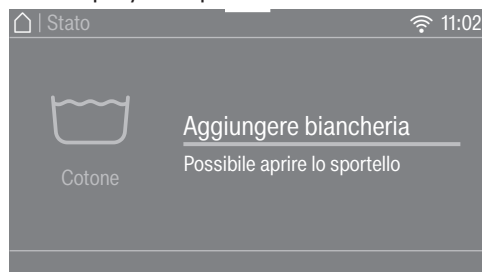 | Stato 11:02
Aggiungere biancheria
Possibile aprire lo sportello
Cotone